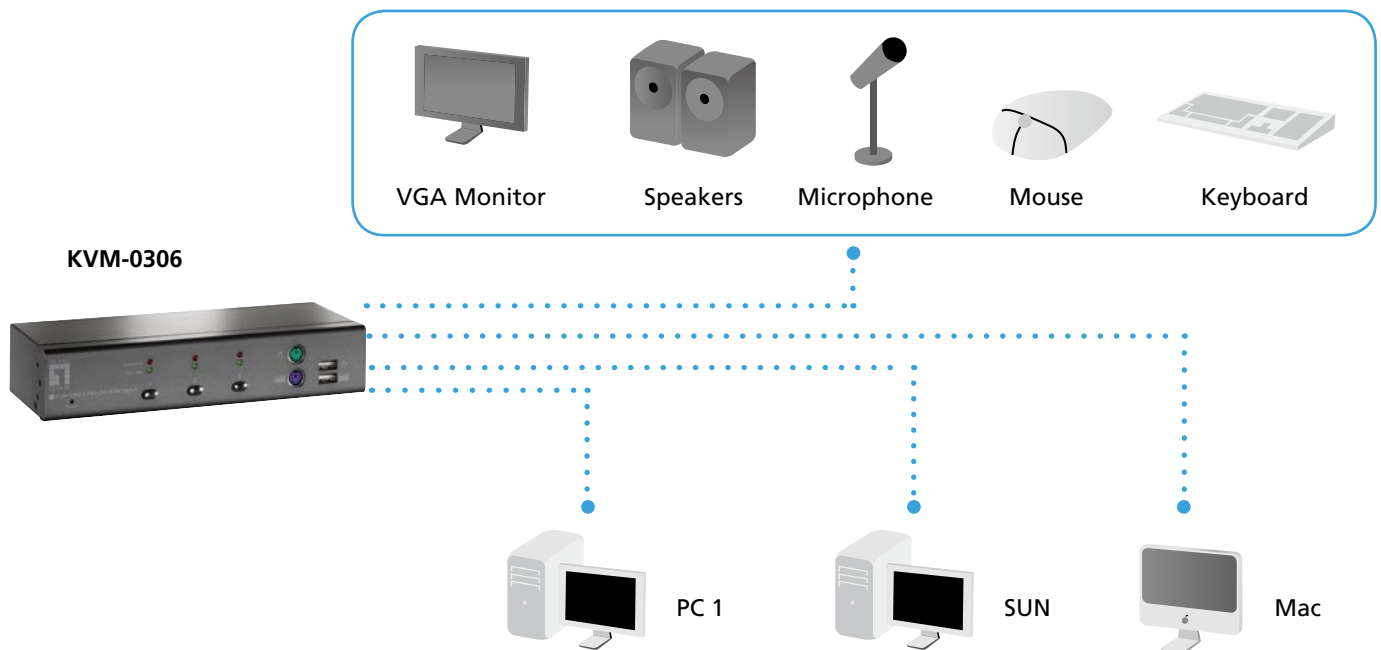 VGA Monitor
Speakers
Microphone
Mouse
Keyboard
KVM-0306
PC 1
SUN
Mac